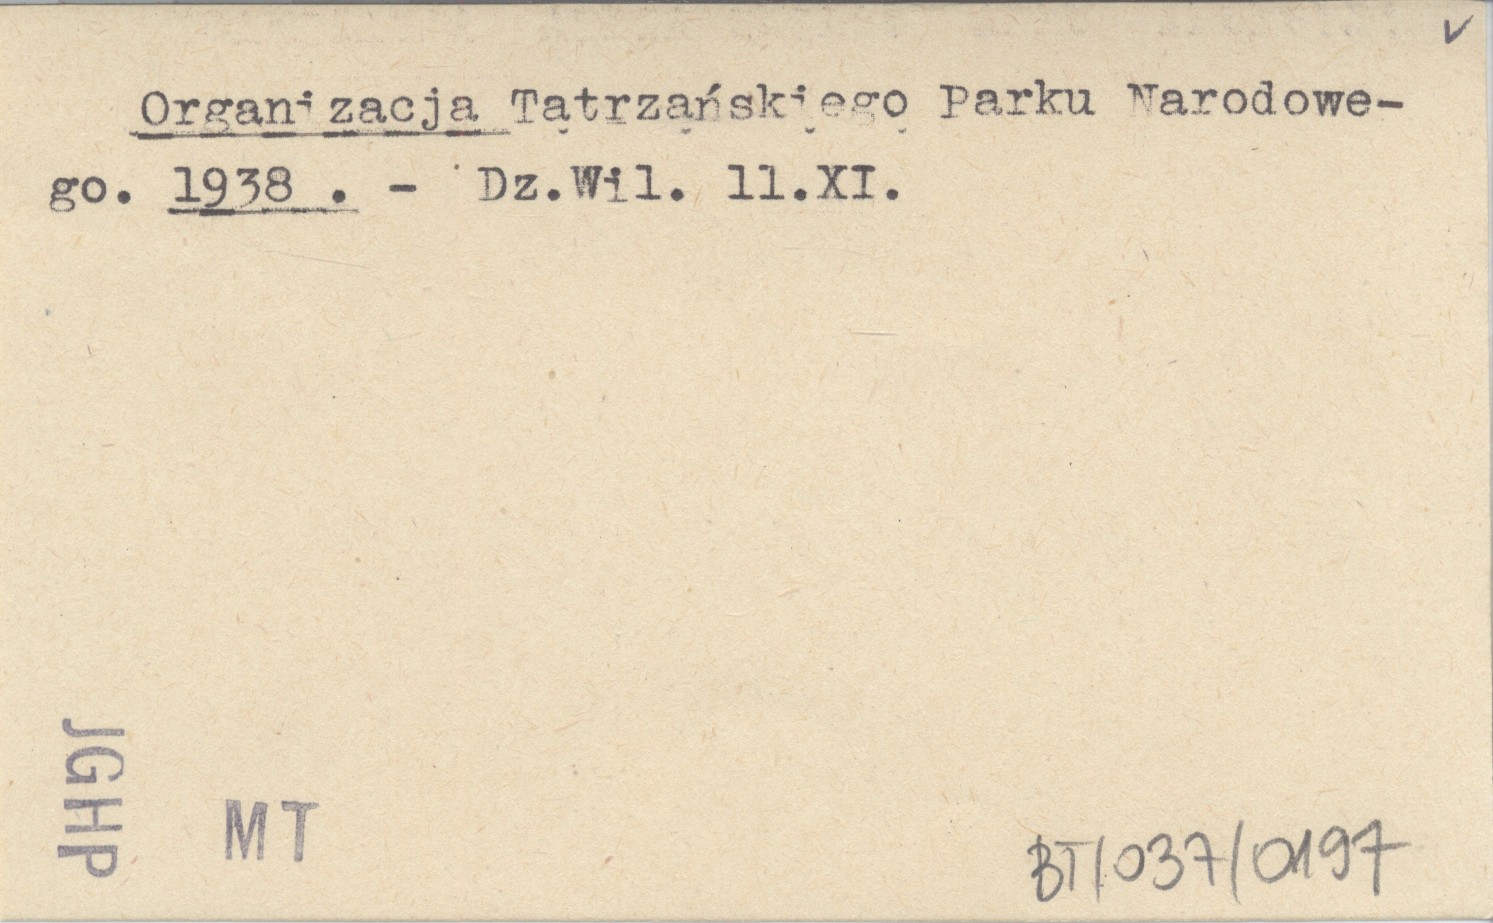 Organizacja Tatrzańskiego Parku Narodowe-
go. 1938 . - Dz.Wil. 11.XI.
JGHP
MT
BT/037/0197